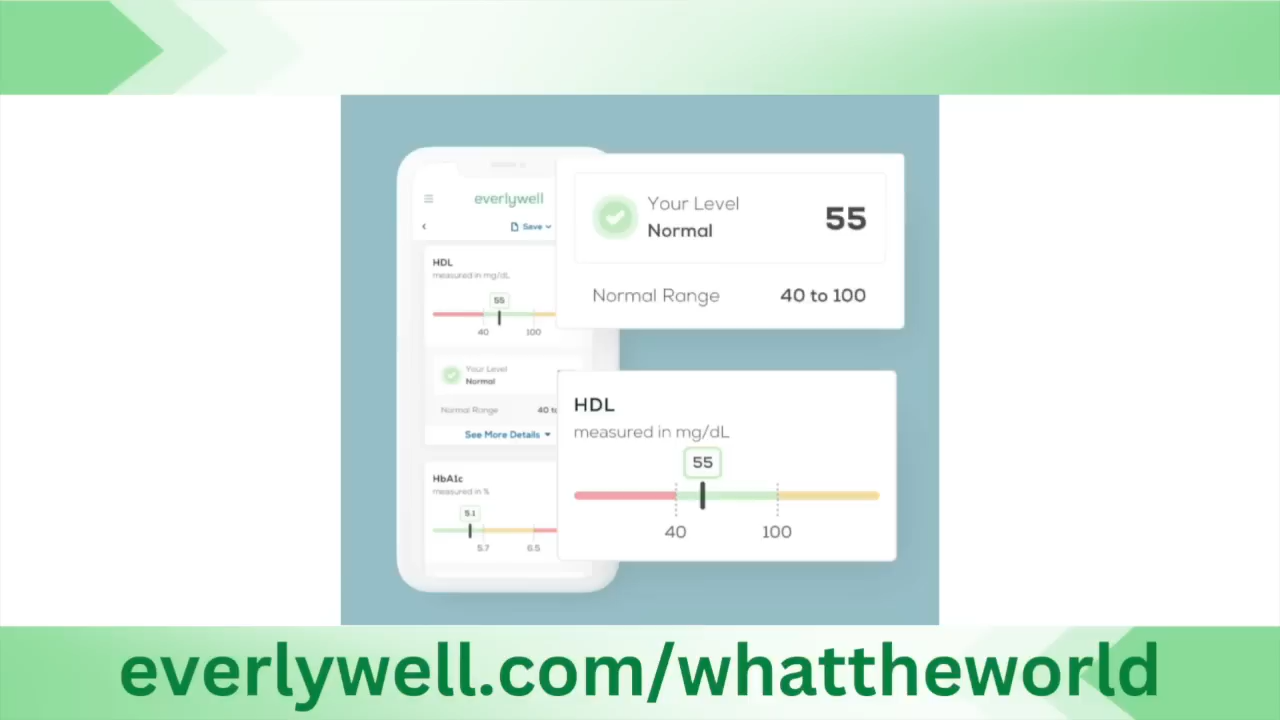 everlywell
Save
HDL
measured in mg/dL
55
40 100
Your Level
Normal
Normal Range 40 to
See More Details
HbA1c
measured in %
5.1
5.7 6.5
Your Level
Normal
55
Normal Range 40 to 100
HDL
measured in mg/dL
55
40 100
everlywell.com/whattheworld